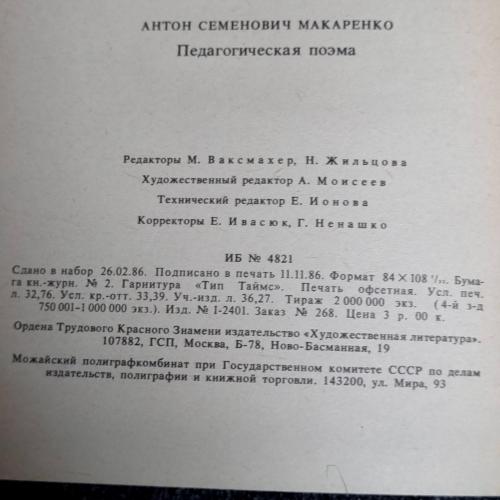 АНТОН СЕМЕНОВИЧ МАКАРЕНКО
Педагогическая поэма
Редакторы М. Ваксмахер, Н. Жильцова
Художественный редактор А. Моисеев
Технический редактор Е. Ионова
Корректоры Е. Ивасюк, Г. Ненашко
ИБ № 4821
Сдано в набор 26.02.86. Подписано в печать 11.11.86. Формат 84×108 ¹/₃₂. Бума-
га кн.-журн. № 2. Гарнитура «Тип Таймс». Печать офсетная. Усл. печ.
л. 32,76. Усл. кр.-отт. 33,39. Уч.-изд. л. 36,27. Тираж 2 000 000 экз. (4-й з-д
750 001–1 000 000 экз.). Изд. № I-2401. Заказ № 268. Цена 3 р. 00 к.
Ордена Трудового Красного Знамени издательство «Художественная литература».
107882, ГСП, Москва, Б-78, Ново-Басманная, 19
Можайский полиграфкомбинат при Государственном комитете СССР по делам
издательств, полиграфии и книжной торговли. 143200, ул. Мира, 93